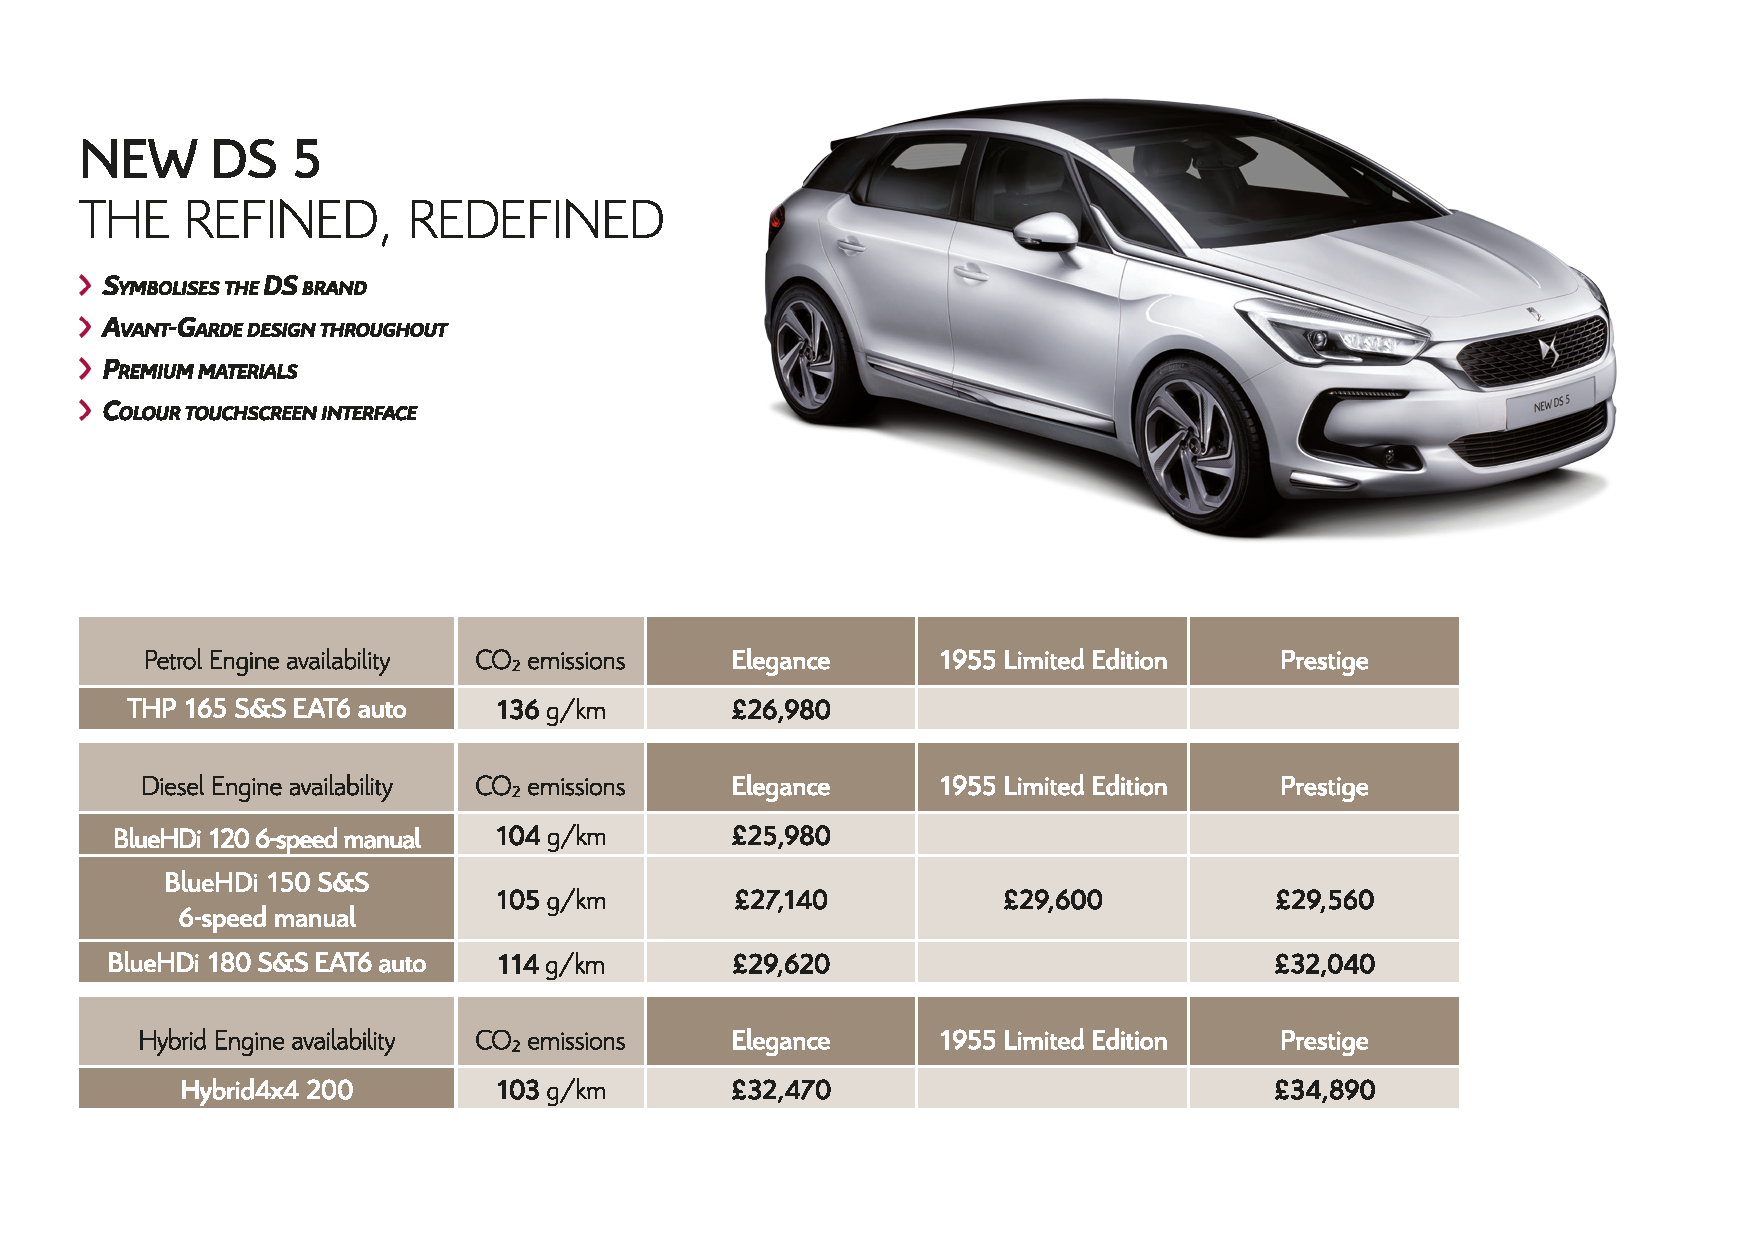 NEW DS 5
THE REFINED, REDEFINED
SYMBOLISES THE DS BRAND
AVANT-GARDE DESIGN THROUGHOUT
PREMIUM MATERIALS
COLOUR TOUCHSCREEN INTERFACE
NEW DS 5
Petrol Engine availability CO₂ emissions Elegance 1955 Limited Edition Prestige
THP 165 S&S EAT6 auto 136 g/km £26,980
Diesel Engine availability CO₂ emissions Elegance 1955 Limited Edition Prestige
BlueHDi 120 6-speed manual 104 g/km £25,980
BlueHDi 150 S&S
6-speed manual 105 g/km £27,140 £29,600 £29,560
BlueHDi 180 S&S EAT6 auto 114 g/km £29,620 £32,040
Hybrid Engine availability CO₂ emissions Elegance 1955 Limited Edition Prestige
Hybrid4x4 200 103 g/km £32,470 £34,890